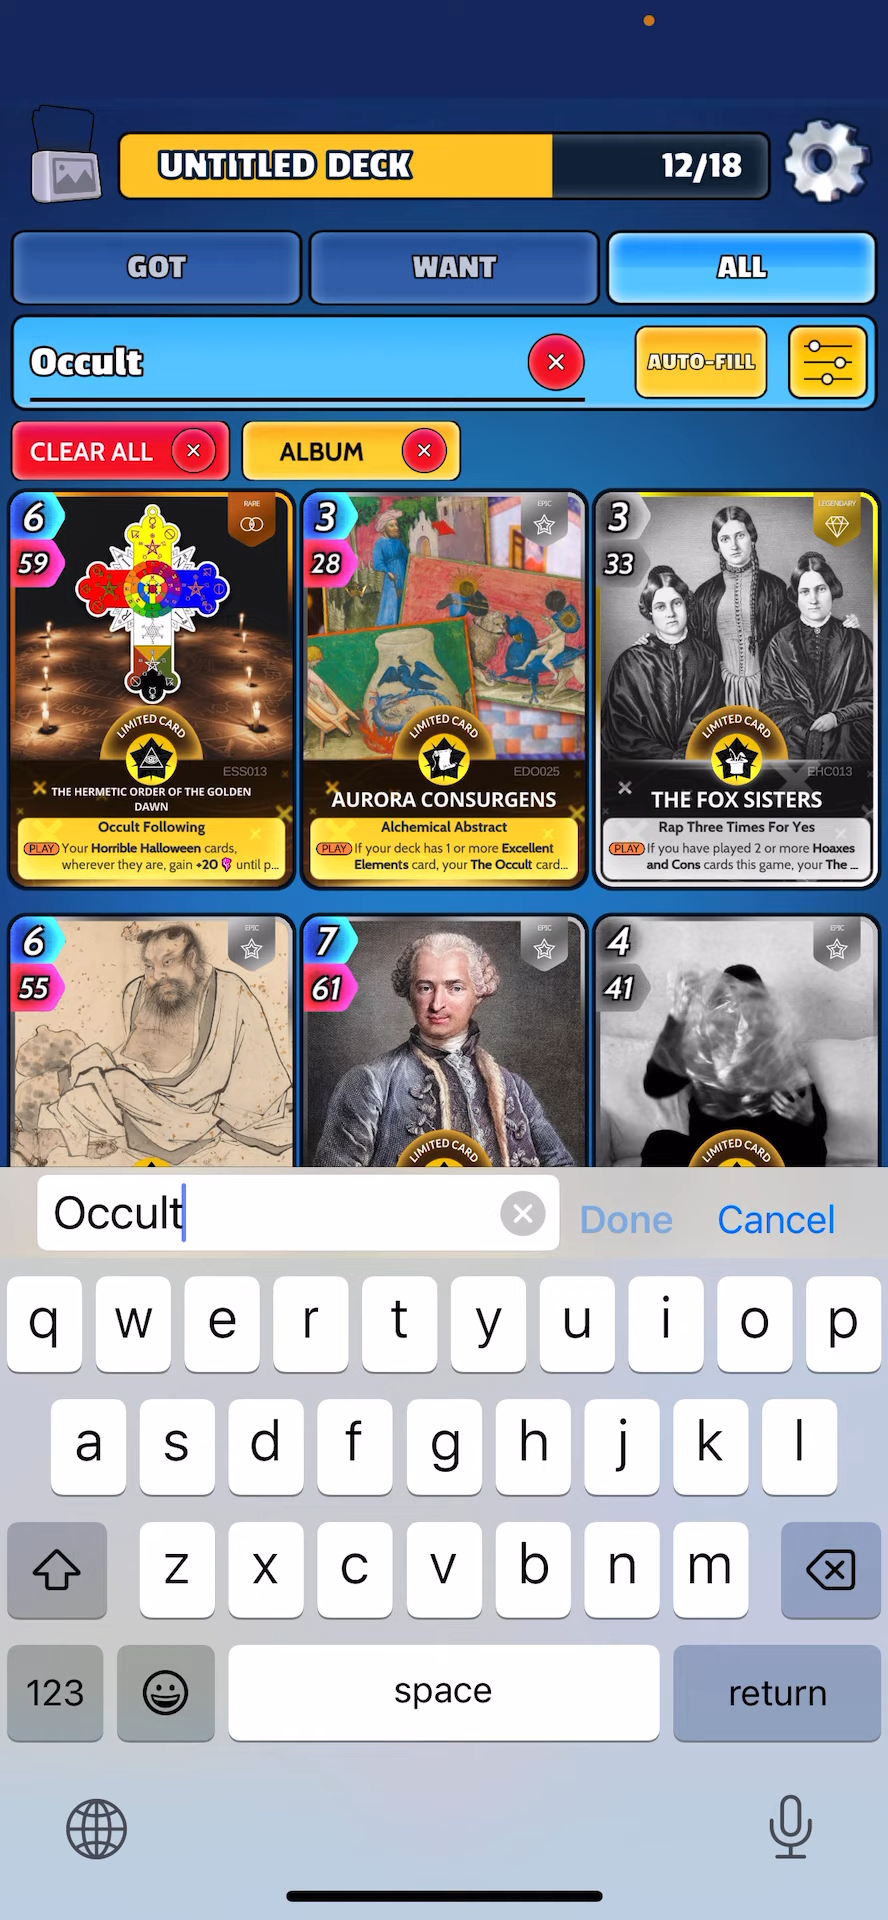 UNTITLED DECK 12/18
GOT WANT ALL
Occult AUTO-FILL
CLEAR ALL ALBUM
6 RARE
59
LIMITED CARD
ESS013
THE HERMETIC ORDER OF THE GOLDEN
DAWN
Occult Following
PLAY Your Horrible Halloween cards,
wherever they are, gain +20 until p...
3 EPIC
28
LIMITED CARD
EDO025
AURORA CONSURGENS
Alchemical Abstract
PLAY If your deck has 1 or more Excellent
Elements card, your The Occult card...
3 LEGENDARY
33
LIMITED CARD
EHC013
THE FOX SISTERS
Rap Three Times For Yes
PLAY If you have played 2 or more Hoaxes
and Cons cards this game, your The ...
6 EPIC
55
7 EPIC
61
LIMITED CARD
4 EPIC
41
LIMITED CARD
Occult Done Cancel
q w e r t y u i o p
a s d f g h j k l
z x c v b n m
123 space return